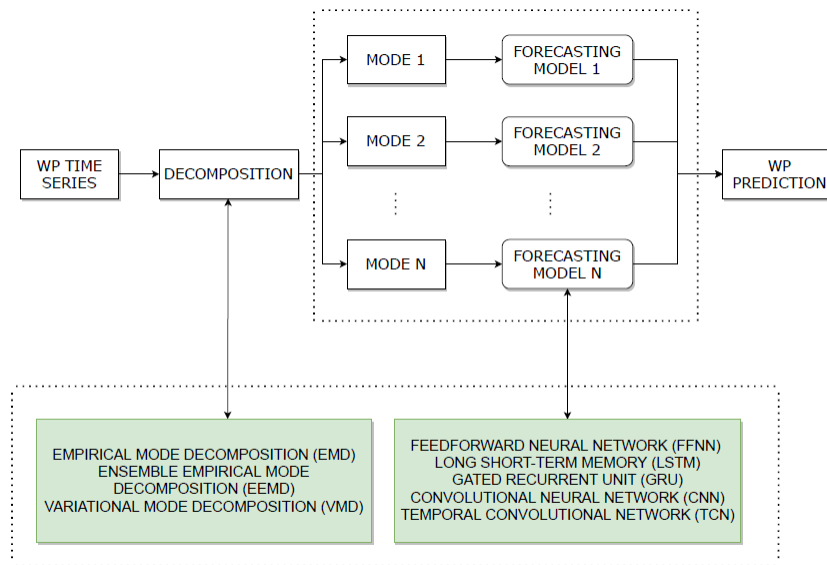 MODE 1
FORECASTING
MODEL 1
MODE 2
FORECASTING
MODEL 2
WP TIME
SERIES
DECOMPOSITION
WP
PREDICTION
MODE N
FORECASTING
MODEL N
EMPIRICAL MODE DECOMPOSITION (EMD)
ENSEMBLE EMPIRICAL MODE
DECOMPOSITION (EEMD)
VARIATIONAL MODE DECOMPOSITION (VMD)
FEEDFORWARD NEURAL NETWORK (FFNN)
LONG SHORT-TERM MEMORY (LSTM)
GATED RECURRENT UNIT (GRU)
CONVOLUTIONAL NEURAL NETWORK (CNN)
TEMPORAL CONVOLUTIONAL NETWORK (TCN)